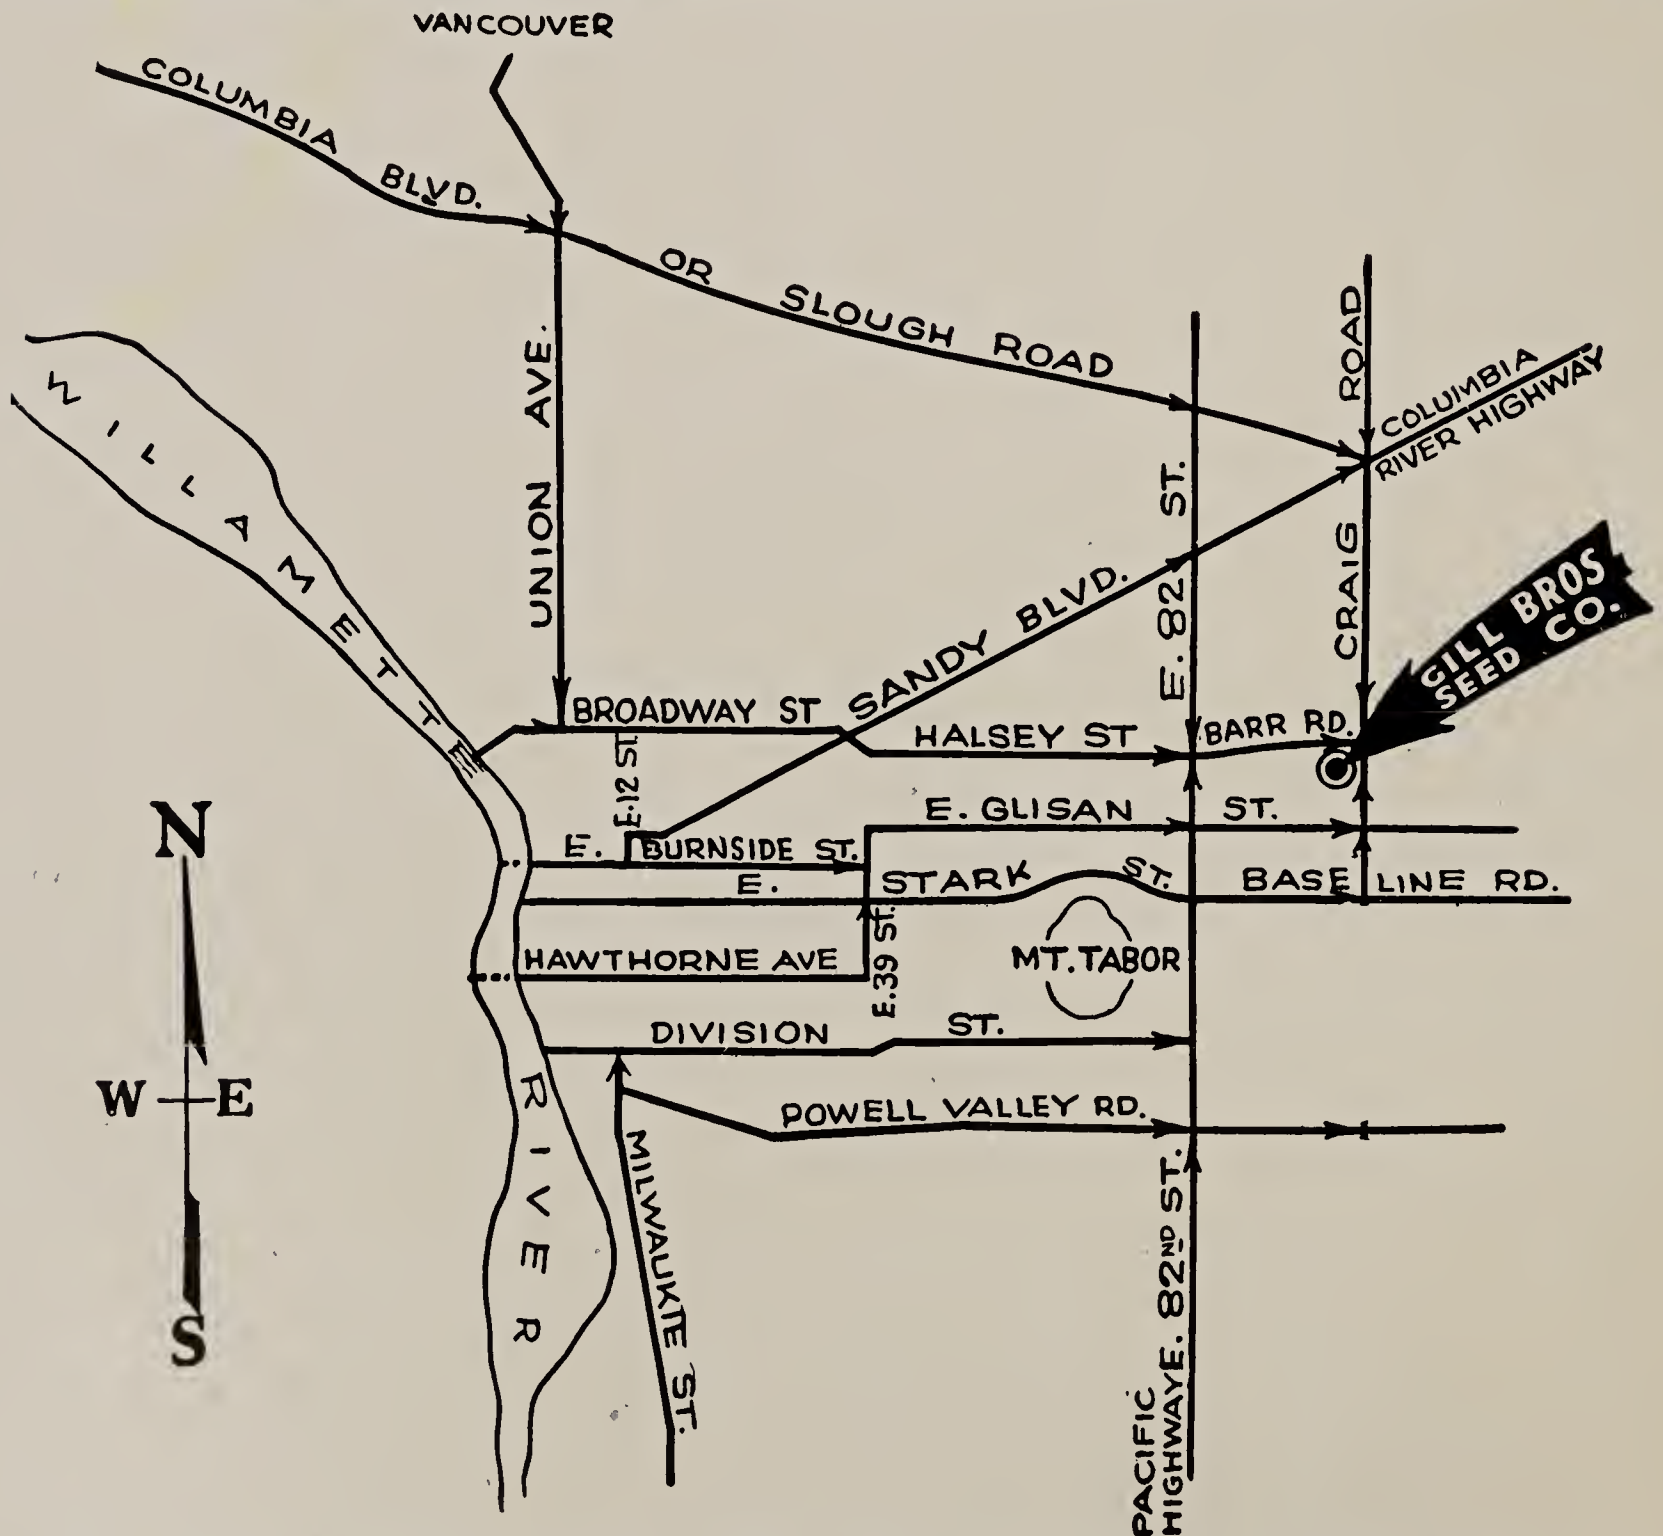 VANCOUVER
COLUMBIA BLVD.
OR SLOUGH ROAD
UNION AVE.
CRAIG ROAD
COLUMBIA
RIVER HIGHWAY
WILLAMETTE
RIVER
E. 82 ST.
SANDY BLVD.
GILL BROS
SEED CO.
BROADWAY ST
HALSEY ST
BARR RD.
E. 12 ST.
E. GLISAN ST.
E. BURNSIDE ST.
E. STARK ST.
BASE LINE RD.
HAWTHORNE AVE
E. 39 ST.
MT. TABOR
DIVISION ST.
POWELL VALLEY RD.
MILWAUKIE ST.
PACIFIC
HIGHWAY E. 82ND ST.
N
W E
S